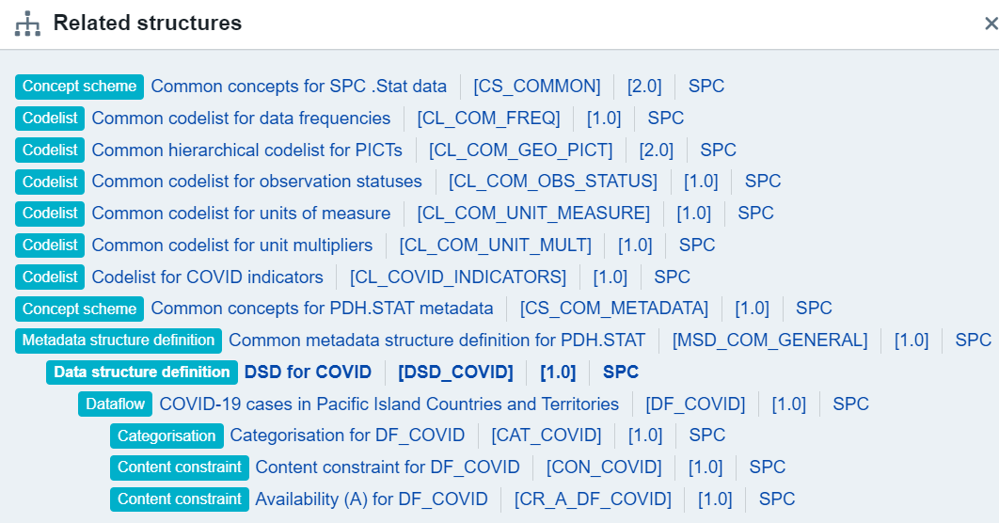 Related structures
Concept scheme Common concepts for SPC .Stat data [CS_COMMON] [2.0] SPC
Codelist Common codelist for data frequencies [CL_COM_FREQ] [1.0] SPC
Codelist Common hierarchical codelist for PICTs [CL_COM_GEO_PICT] [2.0] SPC
Codelist Common codelist for observation statuses [CL_COM_OBS_STATUS] [1.0] SPC
Codelist Common codelist for units of measure [CL_COM_UNIT_MEASURE] [1.0] SPC
Codelist Common codelist for unit multipliers [CL_COM_UNIT_MULT] [1.0] SPC
Codelist Codelist for COVID indicators [CL_COVID_INDICATORS] [1.0] SPC
Concept scheme Common concepts for PDH.STAT metadata [CS_COM_METADATA] [1.0] SPC
Metadata structure definition Common metadata structure definition for PDH.STAT [MSD_COM_GENERAL] [1.0] SPC
Data structure definition DSD for COVID [DSD_COVID] [1.0] SPC
Dataflow COVID-19 cases in Pacific Island Countries and Territories [DF_COVID] [1.0] SPC
Categorisation Categorisation for DF_COVID [CAT_COVID] [1.0] SPC
Content constraint Content constraint for DF_COVID [CON_COVID] [1.0] SPC
Content constraint Availability (A) for DF_COVID [CR_A_DF_COVID] [1.0] SPC